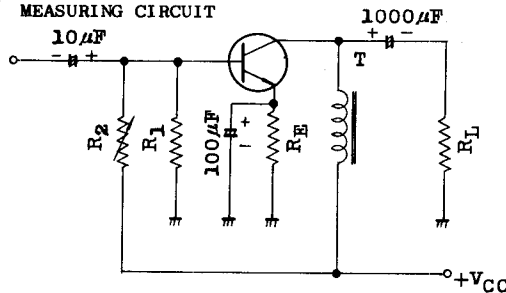 MEASURING CIRCUIT
10μF
1000μF
- +
+ -
T
R2
R1
100μF
+
-
RE
RL
+VCC